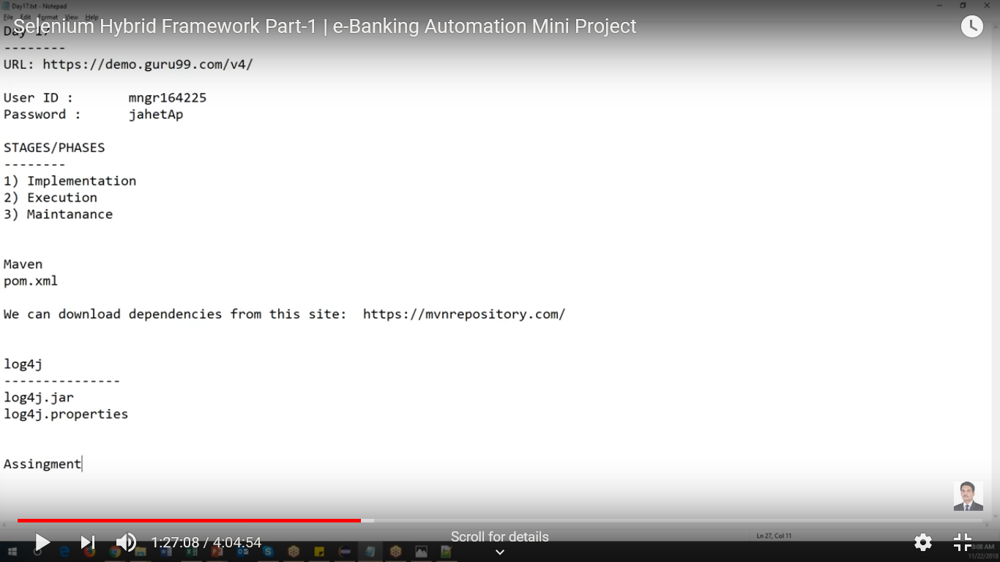 Day17.txt - Notepad
File Edit Format View Help
Selenium Hybrid Framework Part-1 | e-Banking Automation Mini Project
Day 17
--------
URL: https://demo.guru99.com/v4/
User ID : mngr164225
Password : jahetAp
STAGES/PHASES
--------
1) Implementation
2) Execution
3) Maintanance
Maven
pom.xml
We can download dependencies from this site: https://mvnrepository.com/
log4j
---------------
log4j.jar
log4j.properties
Assingment
1:27:08 / 4:04:54
Scroll for details
Ln 27, Col 11